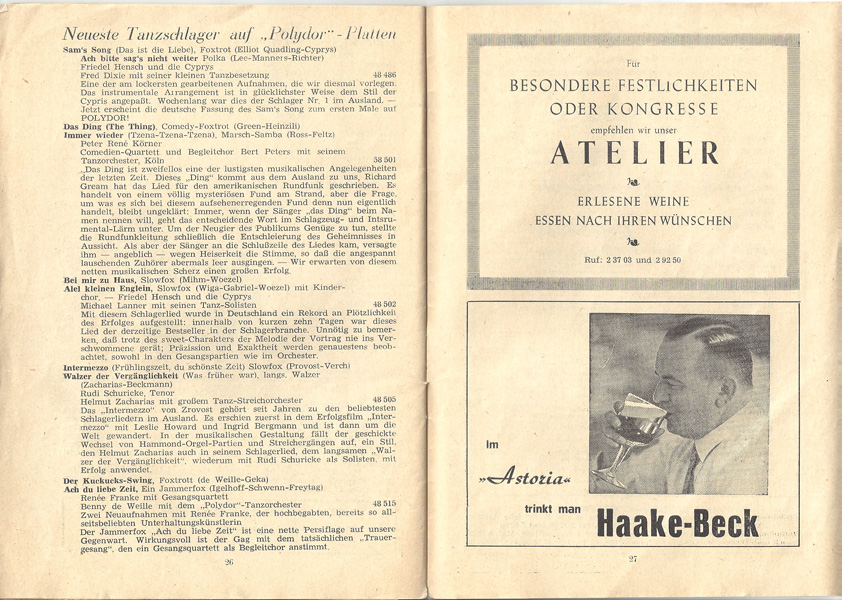 Neueste Tanzschlager auf „Polydor"-Platten
Sam's Song (Das ist die Liebe), Foxtrot (Elliot Quadling-Cyprys)
Ach bitte sag's nicht weiter Polka (Lee-Manners-Richter)
Friedel Hensch und die Cyprys
Fred Dixie mit seiner kleinen Tanzbesetzung 48 486
Eine der am lockersten gearbeitenen Aufnahmen, die wir diesmal vorlegen.
Das instrumentale Arrangement ist in glücklichster Weise dem Stil der
Cypris angepaßt. Wochenlang war dies der Schlager Nr. 1 im Ausland. —
Jetzt erscheint die deutsche Fassung des Sam's Song zum ersten Male auf
POLYDOR!
Das Ding (The Thing), Comedy-Foxtrot (Green-Heinzili)
Immer wieder (Tzena-Tzena-Tzena), Marsch-Samba (Ross-Feltz)
Peter René Körner
Comedien-Quartett und Begleitchor Bert Peters mit seinem
Tanzorchester, Köln 58 501
„Das Ding ist zweifellos eine der lustigsten musikalischen Angelegenheiten
der letzten Zeit. Dieses „Ding" kommt aus dem Ausland zu uns, Richard
Gream hat das Lied für den amerikanischen Rundfunk geschrieben. Es
handelt von einem völlig mysteriösen Fund am Strand, aber die Frage,
um was es sich bei diesem aufsehenerregenden Fund denn nun eigentlich
handelt, bleibt ungeklärt: Immer, wenn der Sänger „das Ding" beim Na-
men nennen will, geht das entscheidende Wort im Schlagzeug- und Intsru-
mental-Lärm unter. Um der Neugier des Publikums Genüge zu tun, stellte
die Rundfunkleitung schließlich die Entschleierung des Geheimnisses in
Aussicht. Als aber der Sänger an die Schlußzeile des Liedes kam, versagte
ihm — angeblich — wegen Heiserkeit die Stimme, so daß die angespannt
lauschenden Zuhörer abermals leer ausgingen. — Wir erwarten von diesem
netten musikalischen Scherz einen großen Erfolg.
Bei mir zu Haus, Slowfox (Mihm-Woezel)
Alel kleinen Englein, Slowfox (Wiga-Gabriel-Woezel) mit Kinder-
chor, — Friedel Hensch und die Cyprys
Michael Lanner mit seinen Tanz-Solisten 48 502
Mit diesem Schlagerlied wurde in Deutschland ein Rekord an Plötzlichkeit
des Erfolges aufgestellt: innerhalb von kurzen zehn Tagen war dieses
Lied der derzeitige Bestseller in der Schlagerbranche. Unnötig zu bemer-
ken, daß trotz des sweet-Charakters der Melodie der Vortrag nie ins Ver-
schwommene gerät; Präzission und Exaktheit werden genauestens beob-
achtet, sowohl in den Gesangspartien wie im Orchester.
Intermezzo (Frühlingszeit, du schönste Zeit) Slowfox (Provost-Verch)
Walzer der Vergänglichkeit (Was früher war), langs. Walzer
(Zacharias-Beckmann)
Rudi Schuricke, Tenor
Helmut Zacharias mit großem Tanz-Streichorchester 48 505
Das „Intermezzo" von Zrovost gehört seit Jahren zu den beliebtesten
Schlagerliedern im Ausland. Es erschien zuerst in dem Erfolgsfilm „Inter-
mezzo" mit Leslie Howard und Ingrid Bergmann und ist dann um die
Welt gewandert. In der musikalischen Gestaltung fällt der geschickte
Wechsel von Hammond-Orgel-Partien und Streichergängen auf, ein Stil,
den Helmut Zacharias auch in seinem Schlagerlied, dem langsamen „Wal-
zer der Vergänglichkeit", wiederum mit Rudi Schuricke als Solisten, mit
Erfolg anwendet.
Der Kuckucks-Swing, Foxtrott (de Weille-Geka)
Ach du liebe Zeit, Ein Jammerfox (Igelhoff-Schwenn-Freytag)
Renée Franke mit Gesangsquartett
Benny de Weille mit dem „Polydor"-Tanzorchester 48 515
Zwei Neuaufnahmen mit Renée Franke, der hochbegabten, bereits so all-
seitsbeliebten Unterhaltungskünstlerin
Der Jammerfox „Ach du liebe Zeit" ist eine nette Persiflage auf unsere
Gegenwart. Wirkungsvoll ist der Gag mit dem tatsächlichen „Trauer-
gesang", den ein Gesangsquartett als Begleitchor anstimmt.
26
Für
BESONDERE FESTLICHKEITEN
ODER KONGRESSE
empfehlen wir unser
ATELIER
ERLESENE WEINE
ESSEN NACH IHREN WÜNSCHEN
Ruf: 2 37 03 und 2 92 50
Im
»Astoria«
trinkt man
Haake-Beck
27